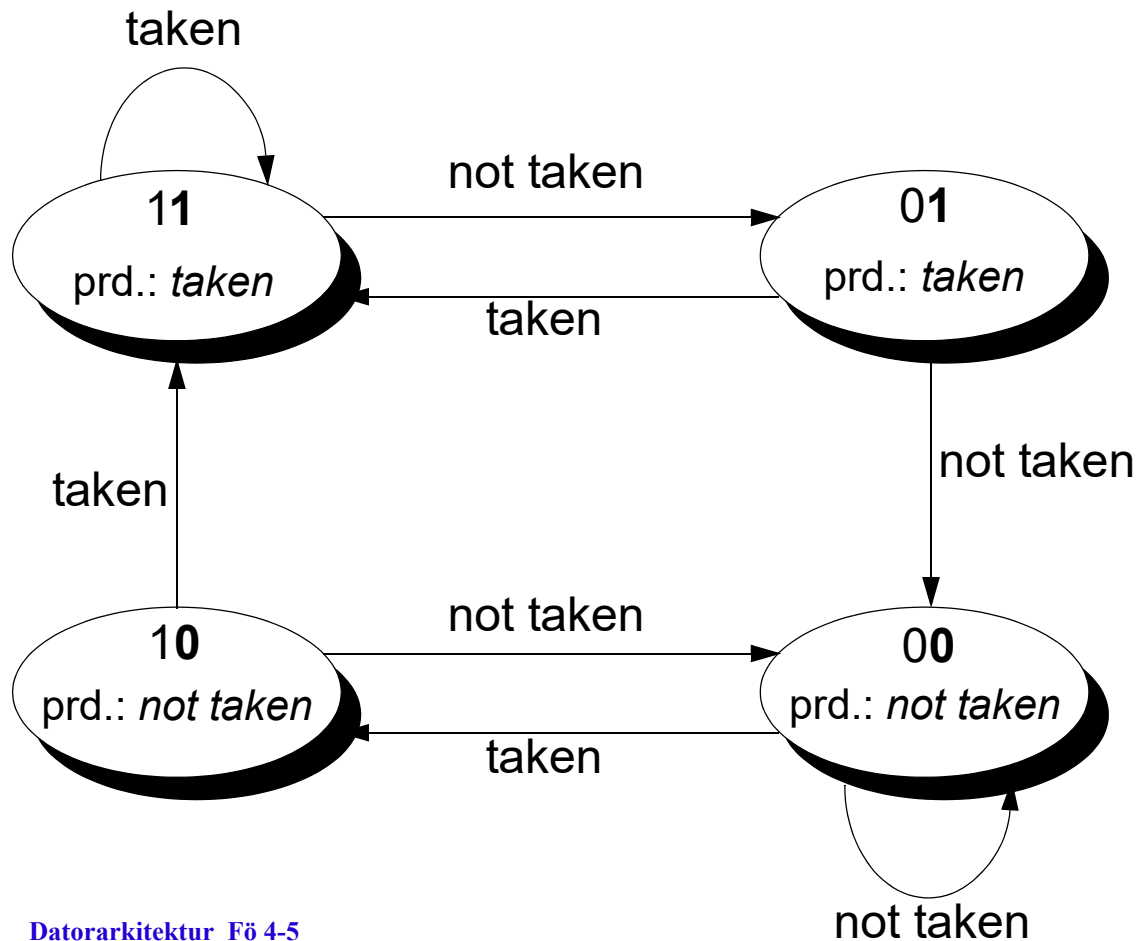 taken
not taken
11
prd.: taken
01
prd.: taken
taken
not taken
taken
10
prd.: not taken
not taken
00
prd.: not taken
taken
not taken
Datorarkitektur Fö 4-5